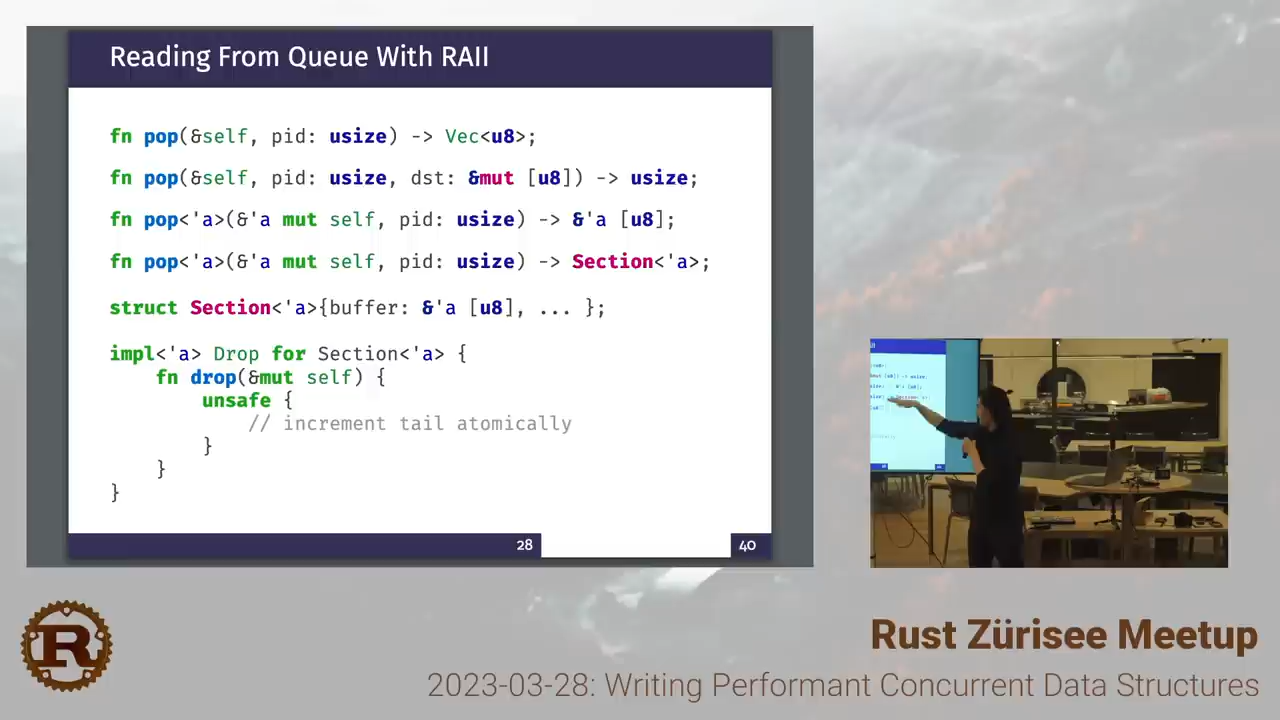 Reading From Queue With RAII
fn pop(&self, pid: usize) -> Vec<u8>;
fn pop(&self, pid: usize, dst: &mut [u8]) -> usize;
fn pop<'a>(&'a mut self, pid: usize) -> &'a [u8];
fn pop<'a>(&'a mut self, pid: usize) -> Section<'a>;
struct Section<'a>{buffer: &'a [u8], ... };
impl<'a> Drop for Section<'a> {
fn drop(&mut self) {
unsafe {
// increment tail atomically
}
}
}
28
40
R
Rust Zürisee Meetup
2023-03-28: Writing Performant Concurrent Data Structures